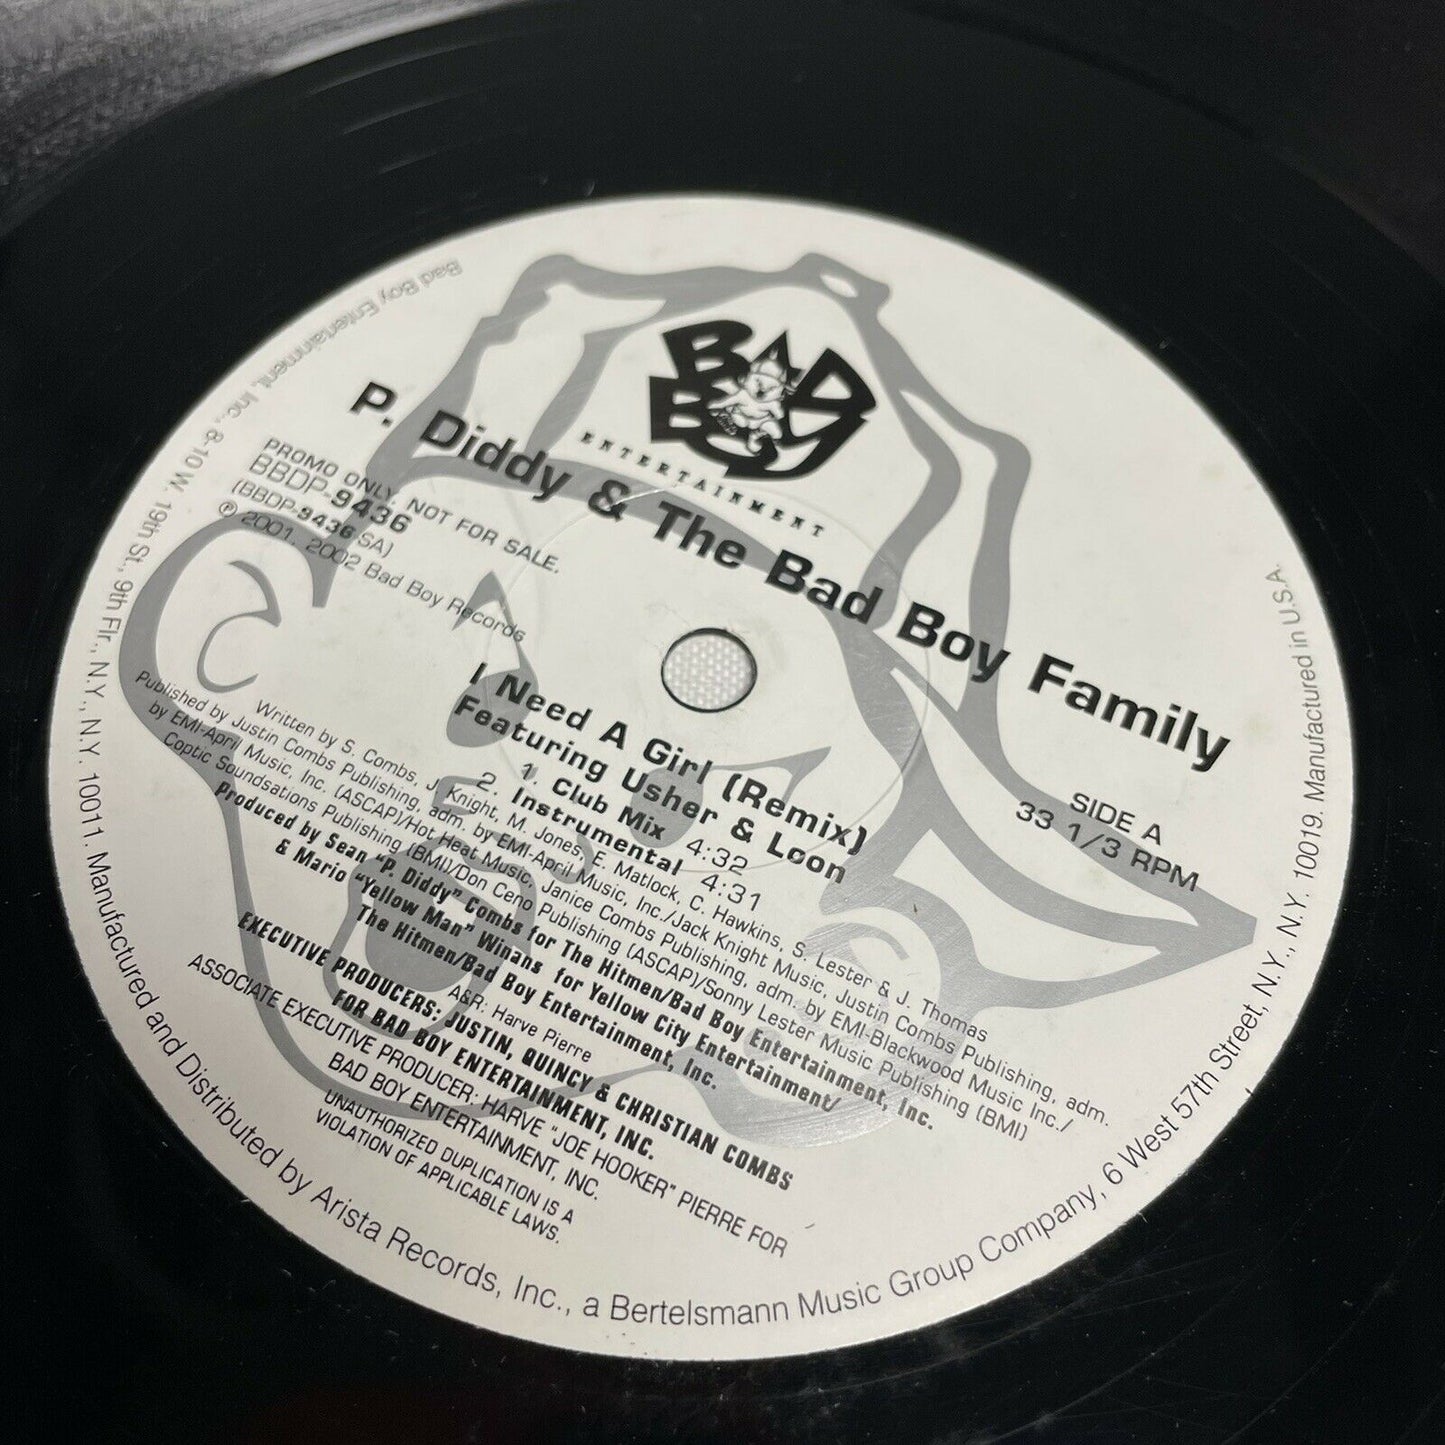 BAD BOY
ENTERTAINMENT
P. Diddy & The Bad Boy Family
PROMO ONLY. NOT FOR SALE.
BBDP-9436
(BBDP-9436 SA)
℗ 2001, 2002 Bad Boy Records
SIDE A
33 1/3 RPM
I Need A Girl (Remix)
Featuring Usher & Loon
1. Club Mix 4:32
2. Instrumental 4:31
Written by S. Combs, J. Knight, M. Jones, E. Matlock, C. Hawkins, S. Lester & J. Thomas
Published by Justin Combs Publishing, adm. by EMI-April Music, Inc./Jack Knight Music, Justin Combs Publishing, adm.
by EMI-April Music, Inc. (ASCAP)/Hot Heat Music, Janice Combs Publishing, adm. by EMI-Blackwood Music Inc./
Coptic Soundsations Publishing (BMI)/Don Ceno Publishing (ASCAP)/Sonny Lester Music Publishing (BMI)
Produced by Sean "P. Diddy" Combs for The Hitmen/Bad Boy Entertainment, Inc.
& Mario "Yellow Man" Winans for Yellow City Entertainment/
The Hitmen/Bad Boy Entertainment, Inc.
A&R: Harve Pierre
EXECUTIVE PRODUCERS: JUSTIN, QUINCY & CHRISTIAN COMBS
FOR BAD BOY ENTERTAINMENT, INC.
ASSOCIATE EXECUTIVE PRODUCER: HARVE "JOE HOOKER" PIERRE FOR
BAD BOY ENTERTAINMENT, INC.
UNAUTHORIZED DUPLICATION IS A
VIOLATION OF APPLICABLE LAWS.
Bad Boy Entertainment, Inc., 8-10 W. 19th St., 9th Flr., N.Y., N.Y. 10011. Manufactured and Distributed by Arista Records, Inc., a Bertelsmann Music Group Company, 6 West 57th Street, N.Y., N.Y. 10019. Manufactured in U.S.A.